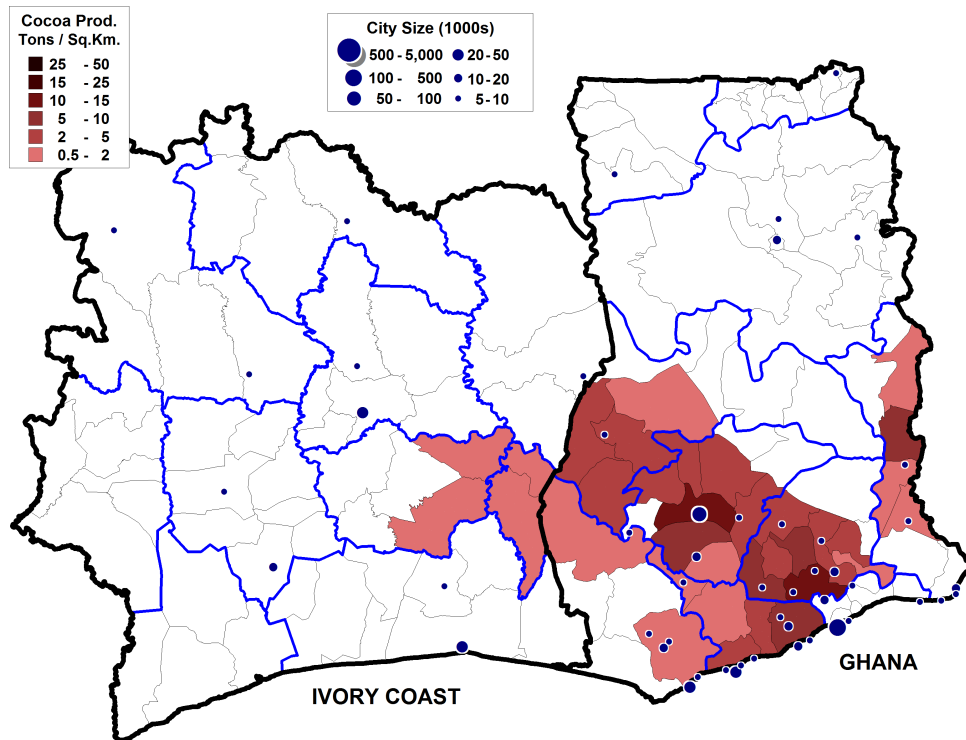 Cocoa Prod.
Tons / Sq.Km.
25 - 50
15 - 25
10 - 15
5 - 10
2 - 5
0.5 - 2
City Size (1000s)
500 - 5,000
100 - 500
50 - 100
20 - 50
10 - 20
5 - 10
GHANA
IVORY COAST